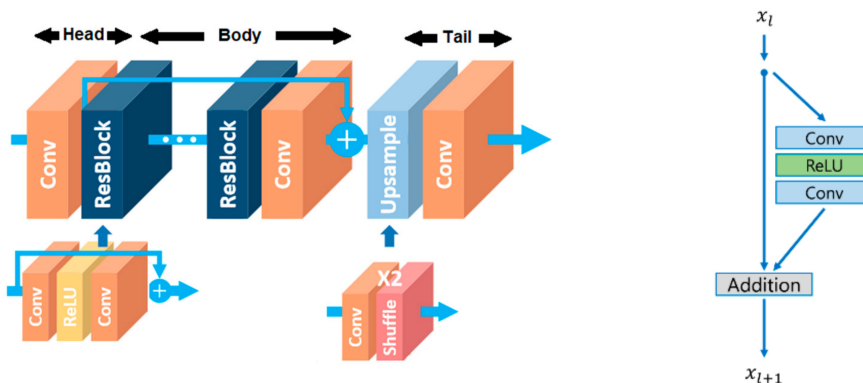 Head
Body
Tail
Conv
ResBlock
ResBlock
Conv
Upsample
Conv
Conv
ReLU
Conv
X2
Conv
Shuffle
x_l
Conv
ReLU
Conv
Addition
x_{l+1}